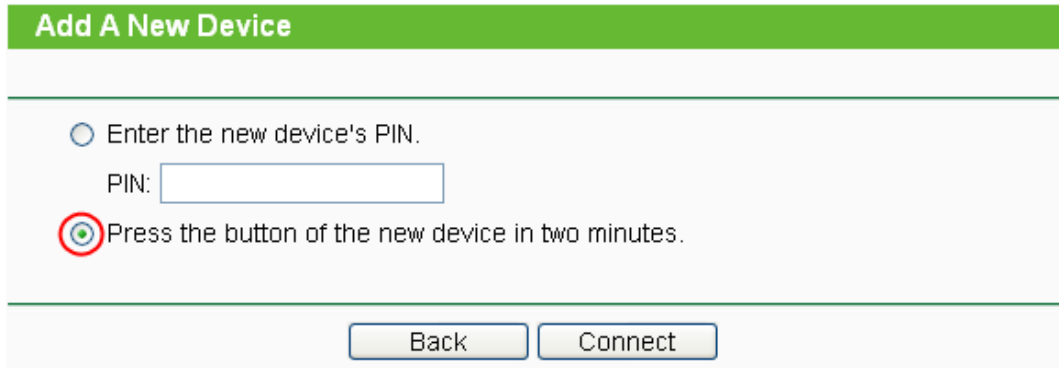 Add A New Device
Enter the new device's PIN.
PIN:
Press the button of the new device in two minutes.
Back Connect